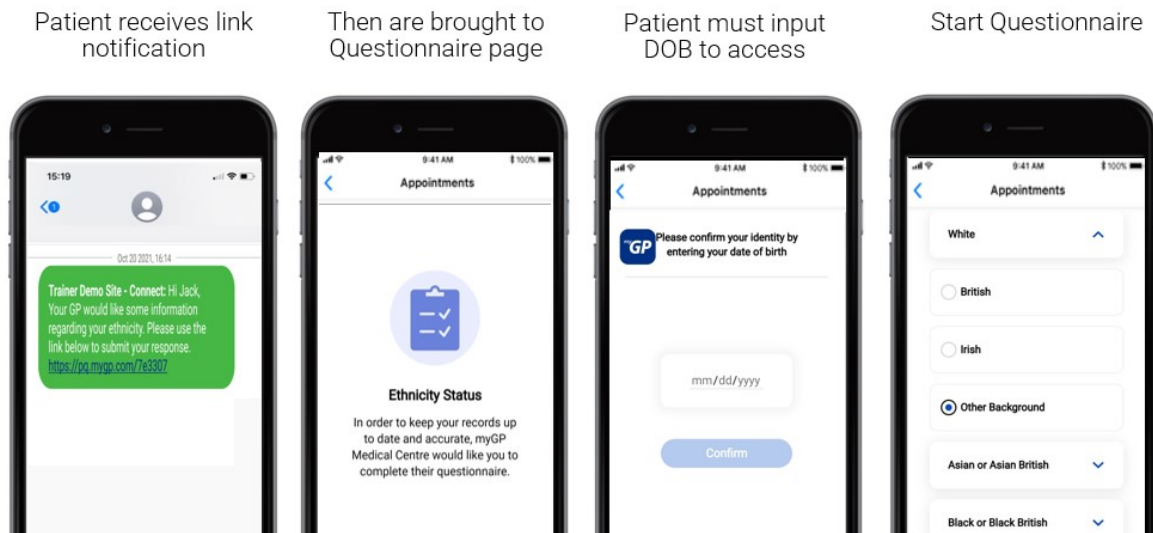 Patient receives link
notification
Then are brought to
Questionnaire page
Patient must input
DOB to access
Start Questionnaire
15:19
1
Oct 20 2021, 16:14
Trainer Demo Site - Connect: Hi Jack,
Your GP would like some information
regarding your ethnicity. Please use the
link below to submit your response.
https://pq.mygp.com/7e3307
9:41 AM
100%
Appointments
Ethnicity Status
In order to keep your records up
to date and accurate, myGP
Medical Centre would like you to
complete their questionnaire.
9:41 AM
100%
Appointments
myGP
Please confirm your identity by
entering your date of birth
mm/dd/yyyy
Confirm
9:41 AM
100%
Appointments
White
British
Irish
Other Background
Asian or Asian British
Black or Black British